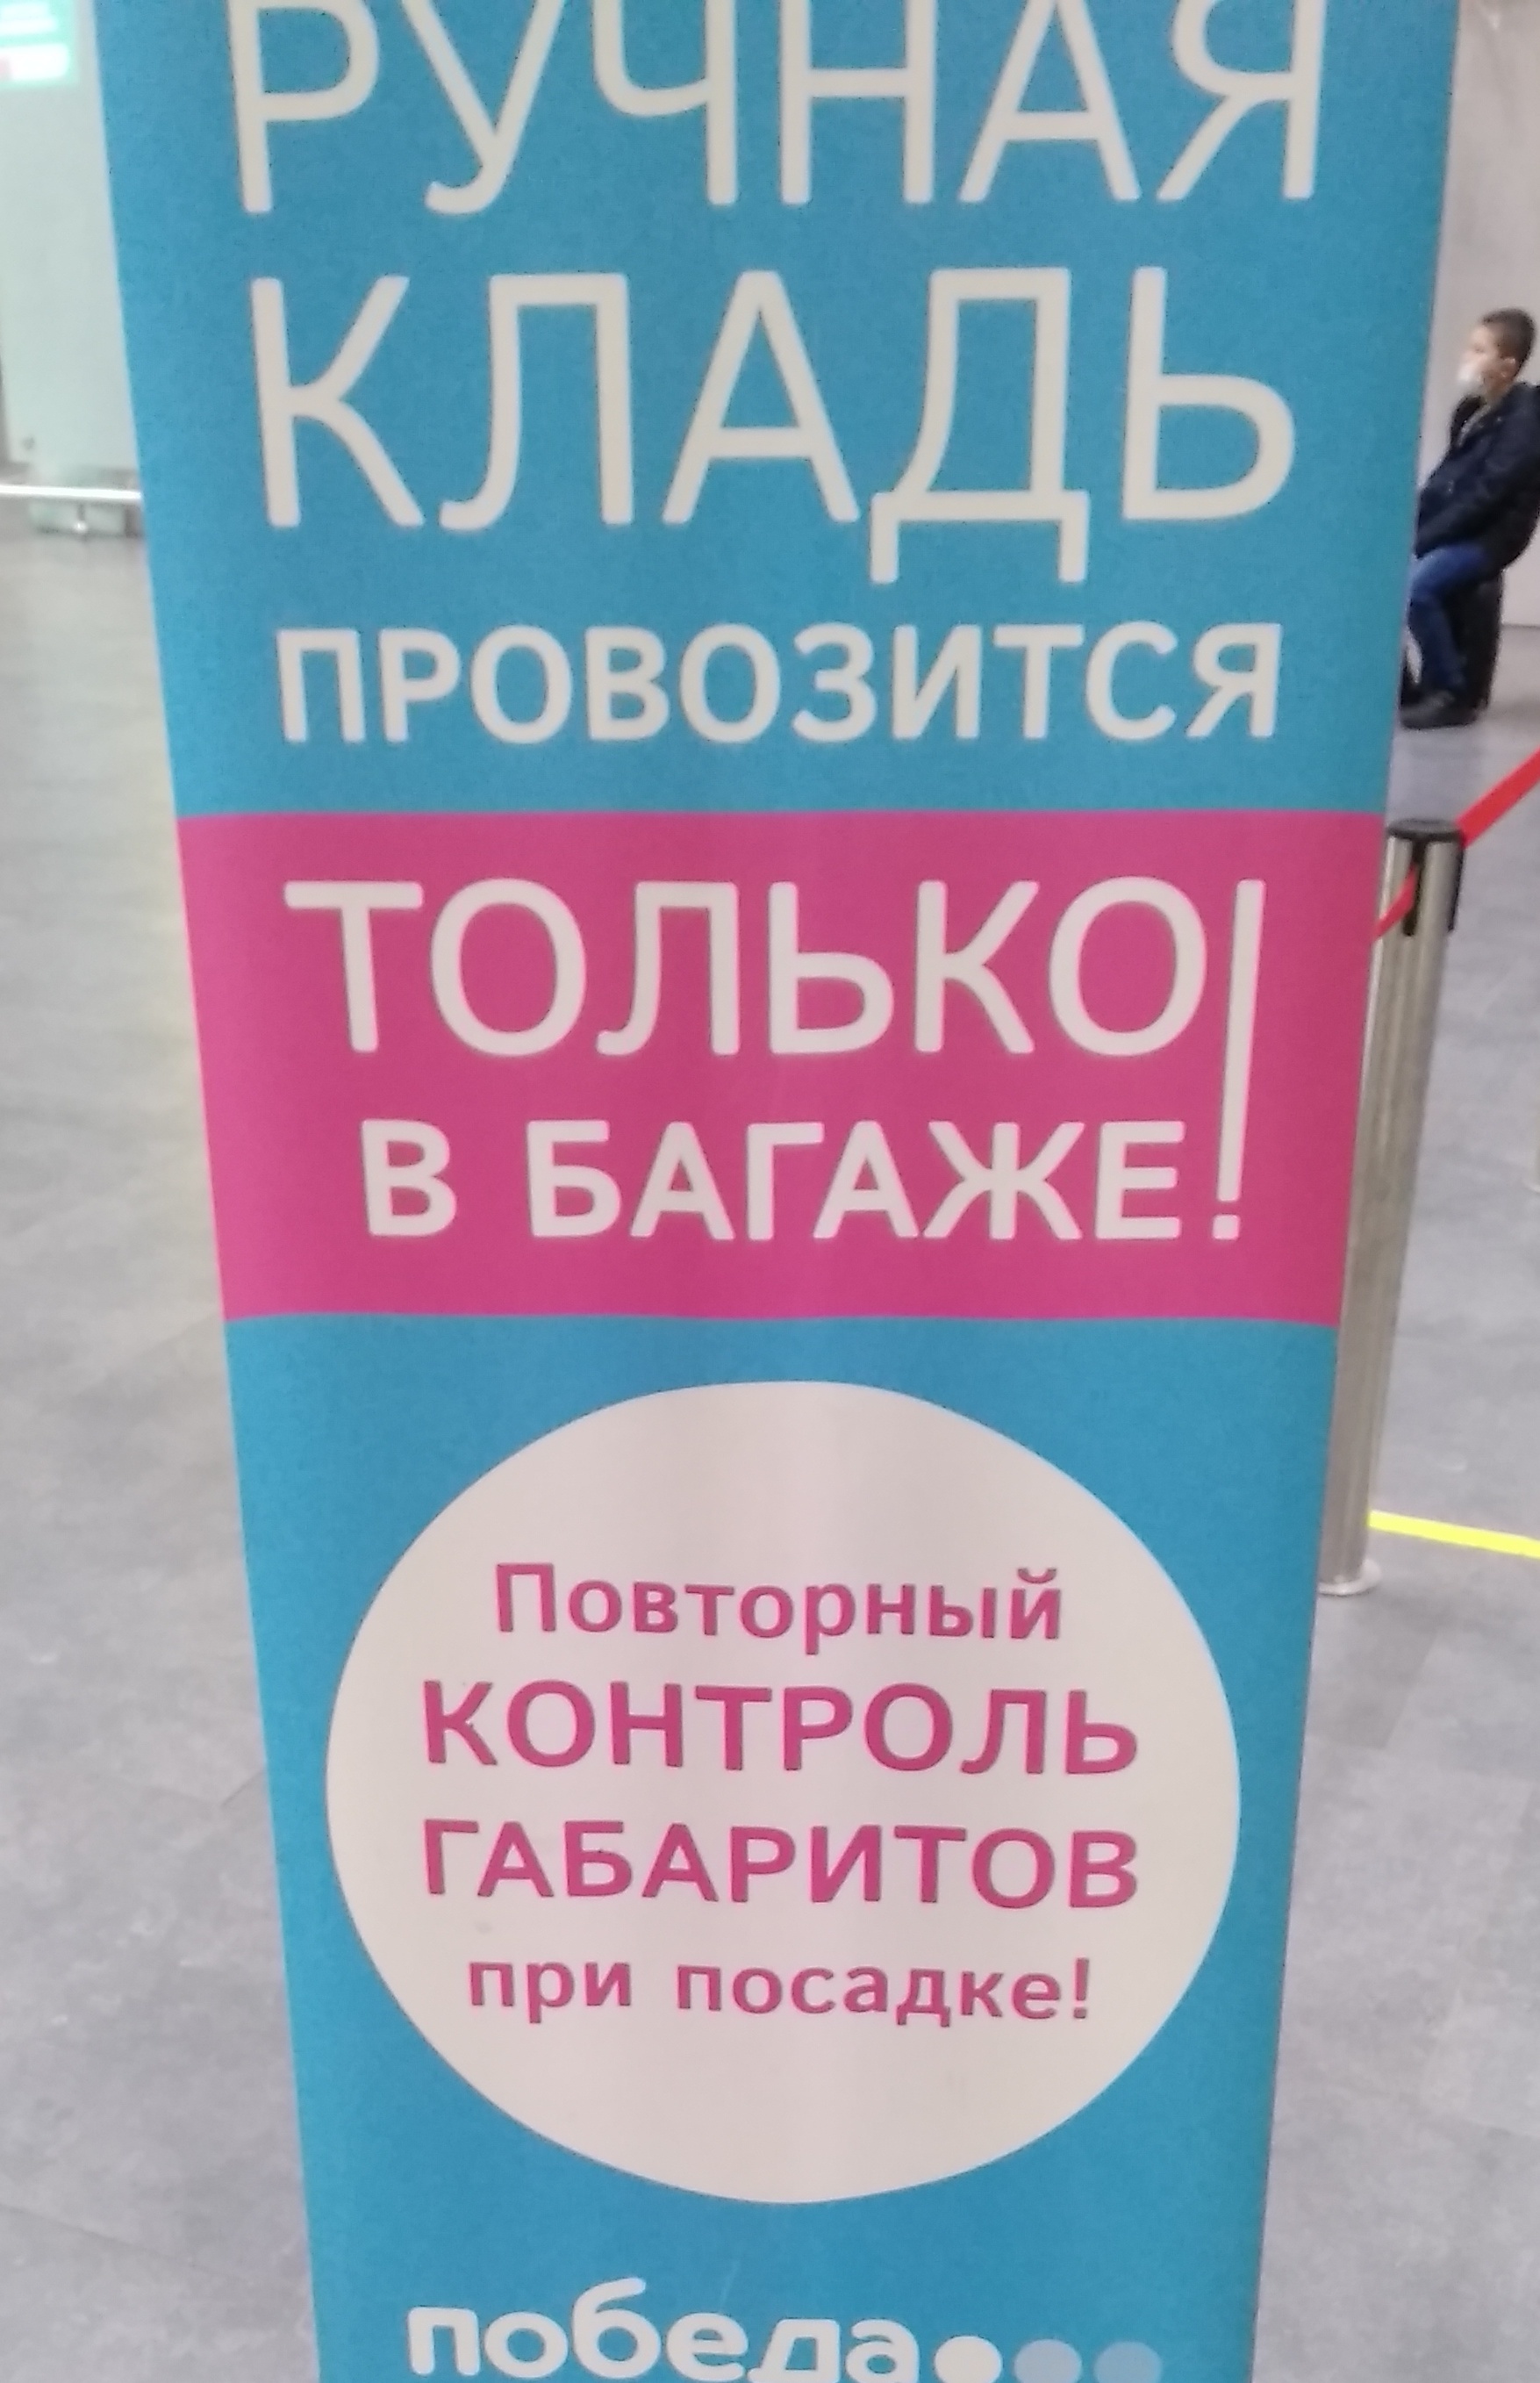 РУЧНАЯ
КЛАДЬ
ПРОВОЗИТСЯ
ТОЛЬКО
В БАГАЖЕ!
Повторный
КОНТРОЛЬ
ГАБАРИТОВ
при посадке!
победа